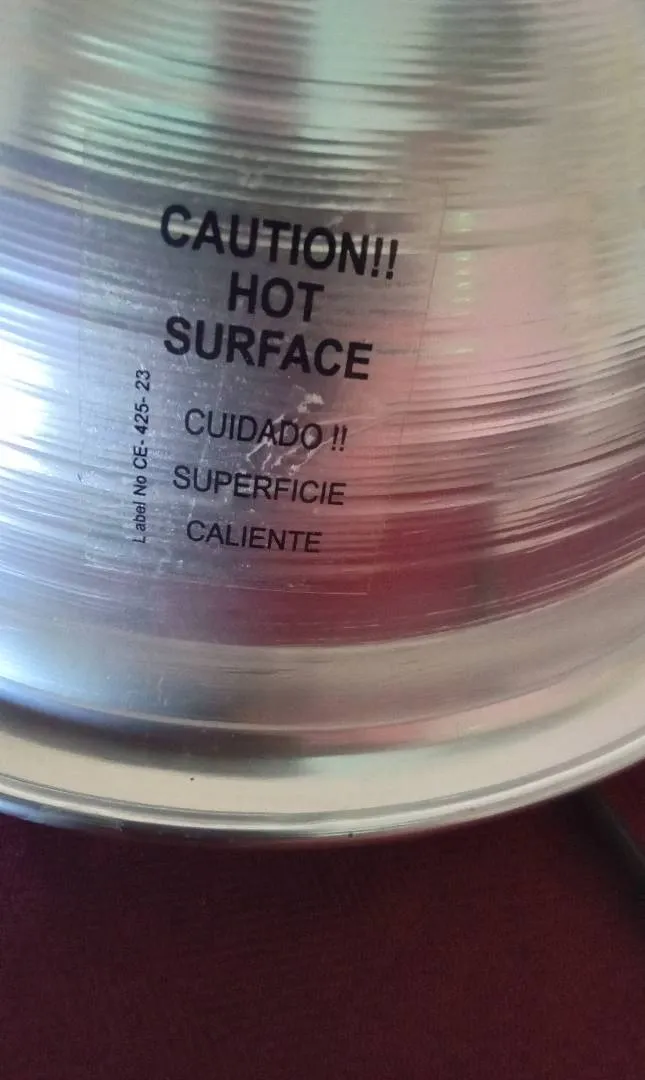 CAUTION!!
HOT
SURFACE
CUIDADO !!
SUPERFICIE
CALIENTE
Label No CE- 425- 23